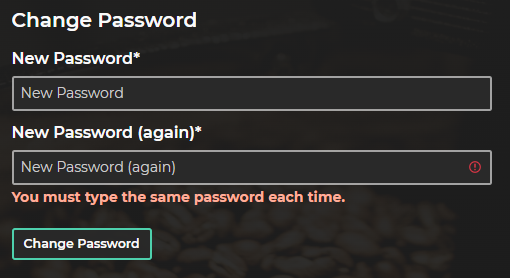 Change Password
New Password*
New Password
New Password (again)*
New Password (again)
You must type the same password each time.
Change Password